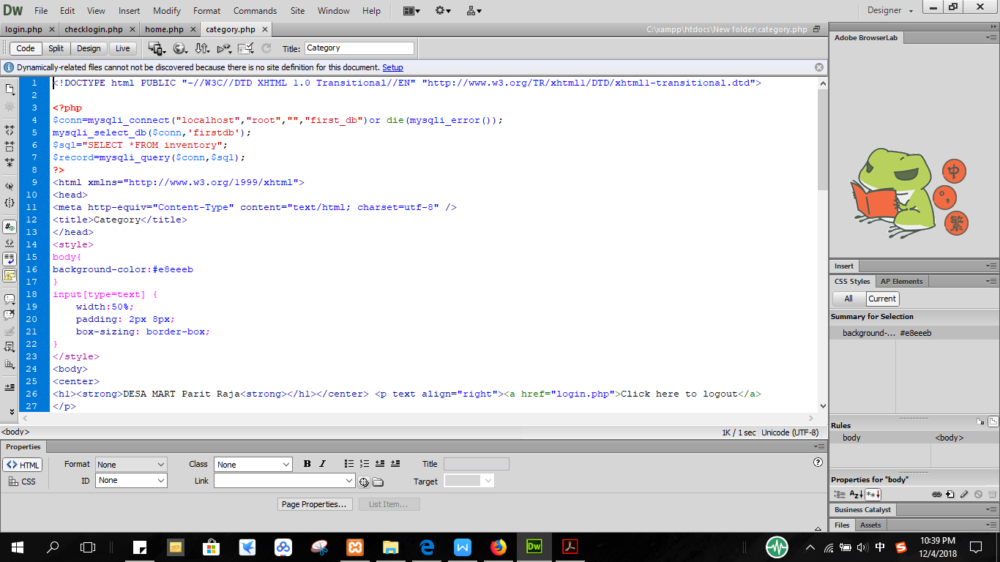 Dw File Edit View Insert Modify Format Commands Site Window Help Designer
login.php checklogin.php home.php category.php C:\xampp\htdocs\New folder\category.php
Code Split Design Live Title: Category
Dynamically-related files cannot not be discovered because there is no site definition for this document. Setup
1 <!DOCTYPE html PUBLIC "-//W3C//DTD XHTML 1.0 Transitional//EN" "http://www.w3.org/TR/xhtml1/DTD/xhtml1-transitional.dtd">
2
3 <?php
4 $conn=mysqli_connect("localhost","root","","first_db")or die(mysqli_error());
5 mysqli_select_db($conn,'firstdb');
6 $sql="SELECT *FROM inventory";
7 $record=mysqli_query($conn,$sql);
8 ?>
9 <html xmlns="http://www.w3.org/1999/xhtml">
10 <head>
11 <meta http-equiv="Content-Type" content="text/html; charset=utf-8" />
12 <title>Category</title>
13 </head>
14 <style>
15 body{
16 background-color:#e8eeeb
17 }
18 input[type=text] {
19 width:50%;
20 padding: 2px 8px;
21 box-sizing: border-box;
22 }
23 </style>
24 <body>
25 <center>
26 <h1><strong>DESA MART Parit Raja<strong></h1></center> <p text align="right"><a href="login.php">Click here to logout</a>
27 </p>
<body> 1K / 1 sec Unicode (UTF-8)
Properties
HTML Format None Class None B I Title
CSS ID None Link Target
Page Properties... List Item...
Adobe BrowserLab
中
°,
繁
Insert
CSS Styles AP Elements
All Current
Summary for Selection
background-... #e8eeeb
Rules
body <body>
Properties for "body"
Business Catalyst
Files Assets
Dw 中 S 10:39 PM
12/4/2018